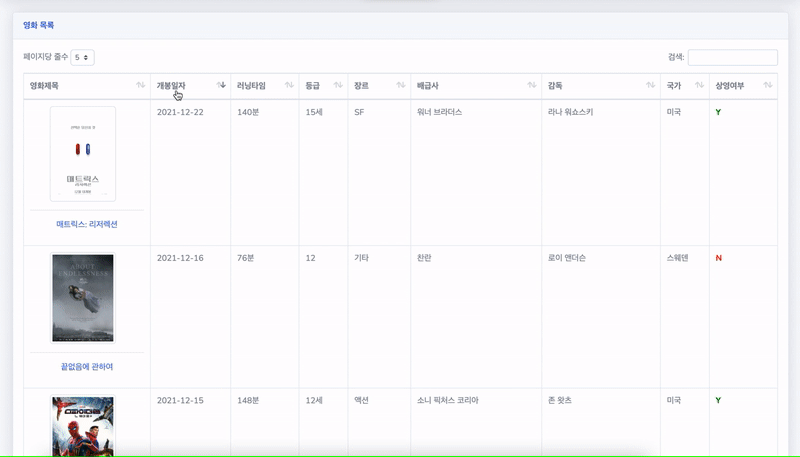 영화 목록
페이지당 줄수 5 검색:
영화제목 개봉일자 러닝타임 등급 장르 배급사 감독 국가 상영여부
2021-12-22 140분 15세 SF 워너 브라더스 라나 워쇼스키 미국 Y
매트릭스
리저렉션
매트릭스: 리저렉션
2021-12-16 76분 12 기타 찬란 로이 앤더슨 스웨덴 N
ABOUT
ENDLESSNESS
끝없음에 관하여
2021-12-15 148분 12세 액션 소니 픽처스 코리아 존 왓츠 미국 Y
스파이더맨